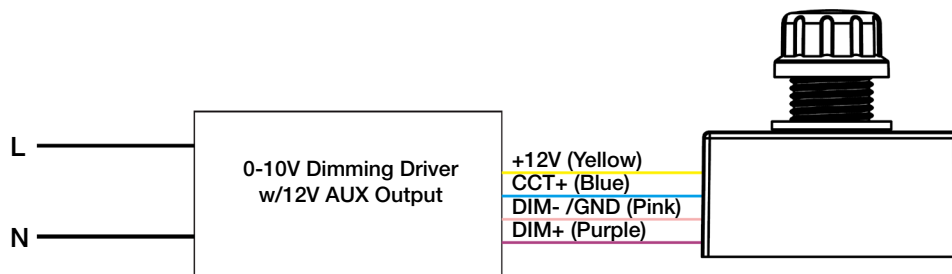 L
N
0-10V Dimming Driver
w/12V AUX Output
+12V (Yellow)
CCT+ (Blue)
DIM- /GND (Pink)
DIM+ (Purple)